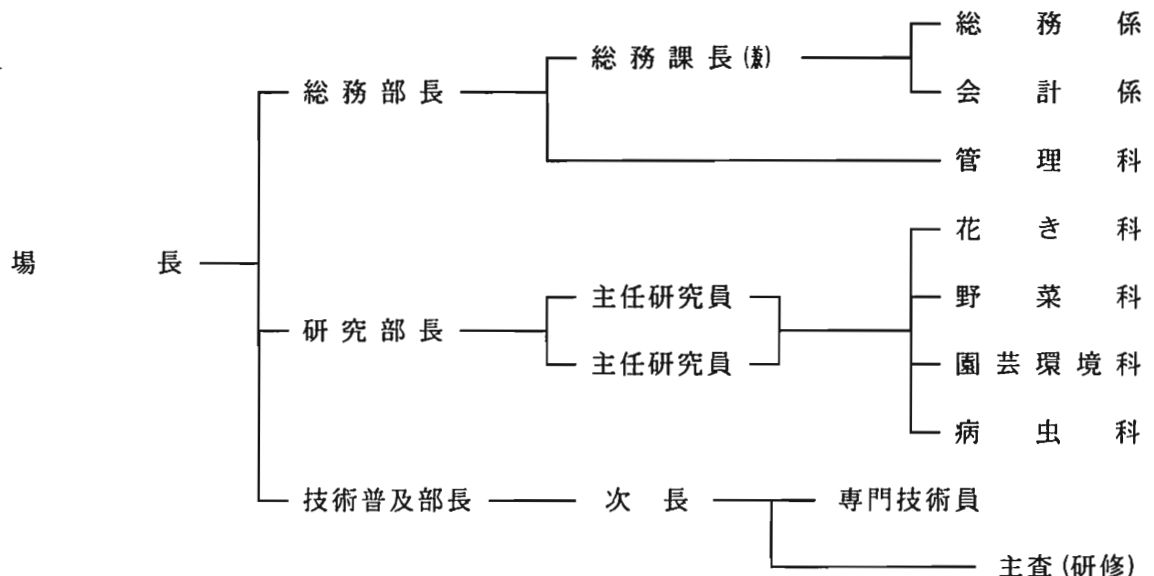 総務係
総務課長(兼)
総務部長
会計係
管理科
花き科
場長
主任研究員
野菜科
研究部長
主任研究員
園芸環境科
病虫科
技術普及部長 次長 専門技術員
主査(研修)